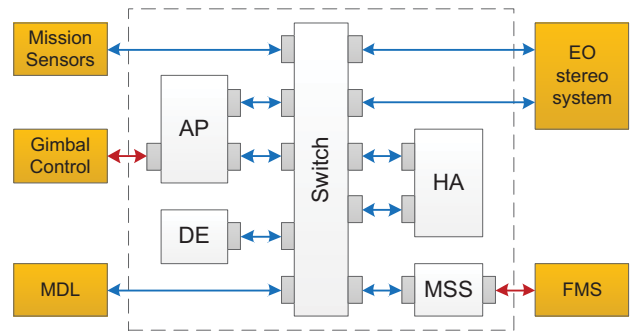 Mission
Sensors
EO
stereo
system
AP
Gimbal
Control
Switch
HA
DE
MDL
MSS
FMS